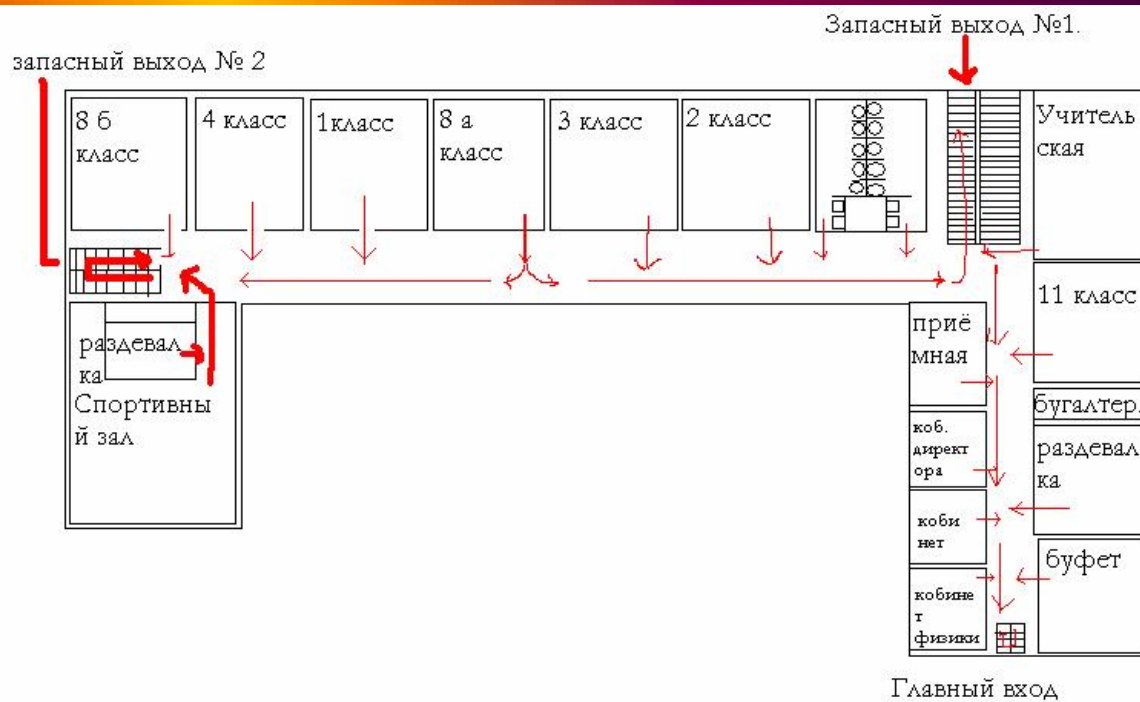 Запасный выход №1.
запасный выход № 2
8 б
класс
4 класс
1класс
8 а
класс
3 класс
2 класс
Учитель
ская
11 класс
приё
мная
раздевал
ка
Спортивны
й зал
бугалтер.
коб.
директ
ора
раздевал
ка
коби
нет
буфет
кобине
т
физики
Главный вход